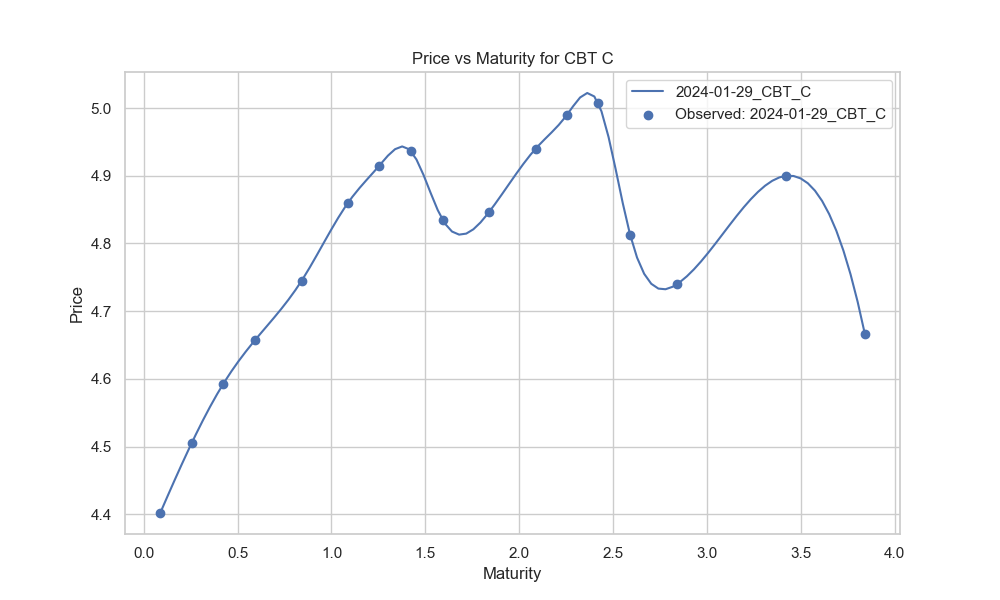 Price vs Maturity for CBT C
2024-01-29_CBT_C
Observed: 2024-01-29_CBT_C
Price
5.0
4.9
4.8
4.7
4.6
4.5
4.4
0.0 0.5 1.0 1.5 2.0 2.5 3.0 3.5 4.0
Maturity